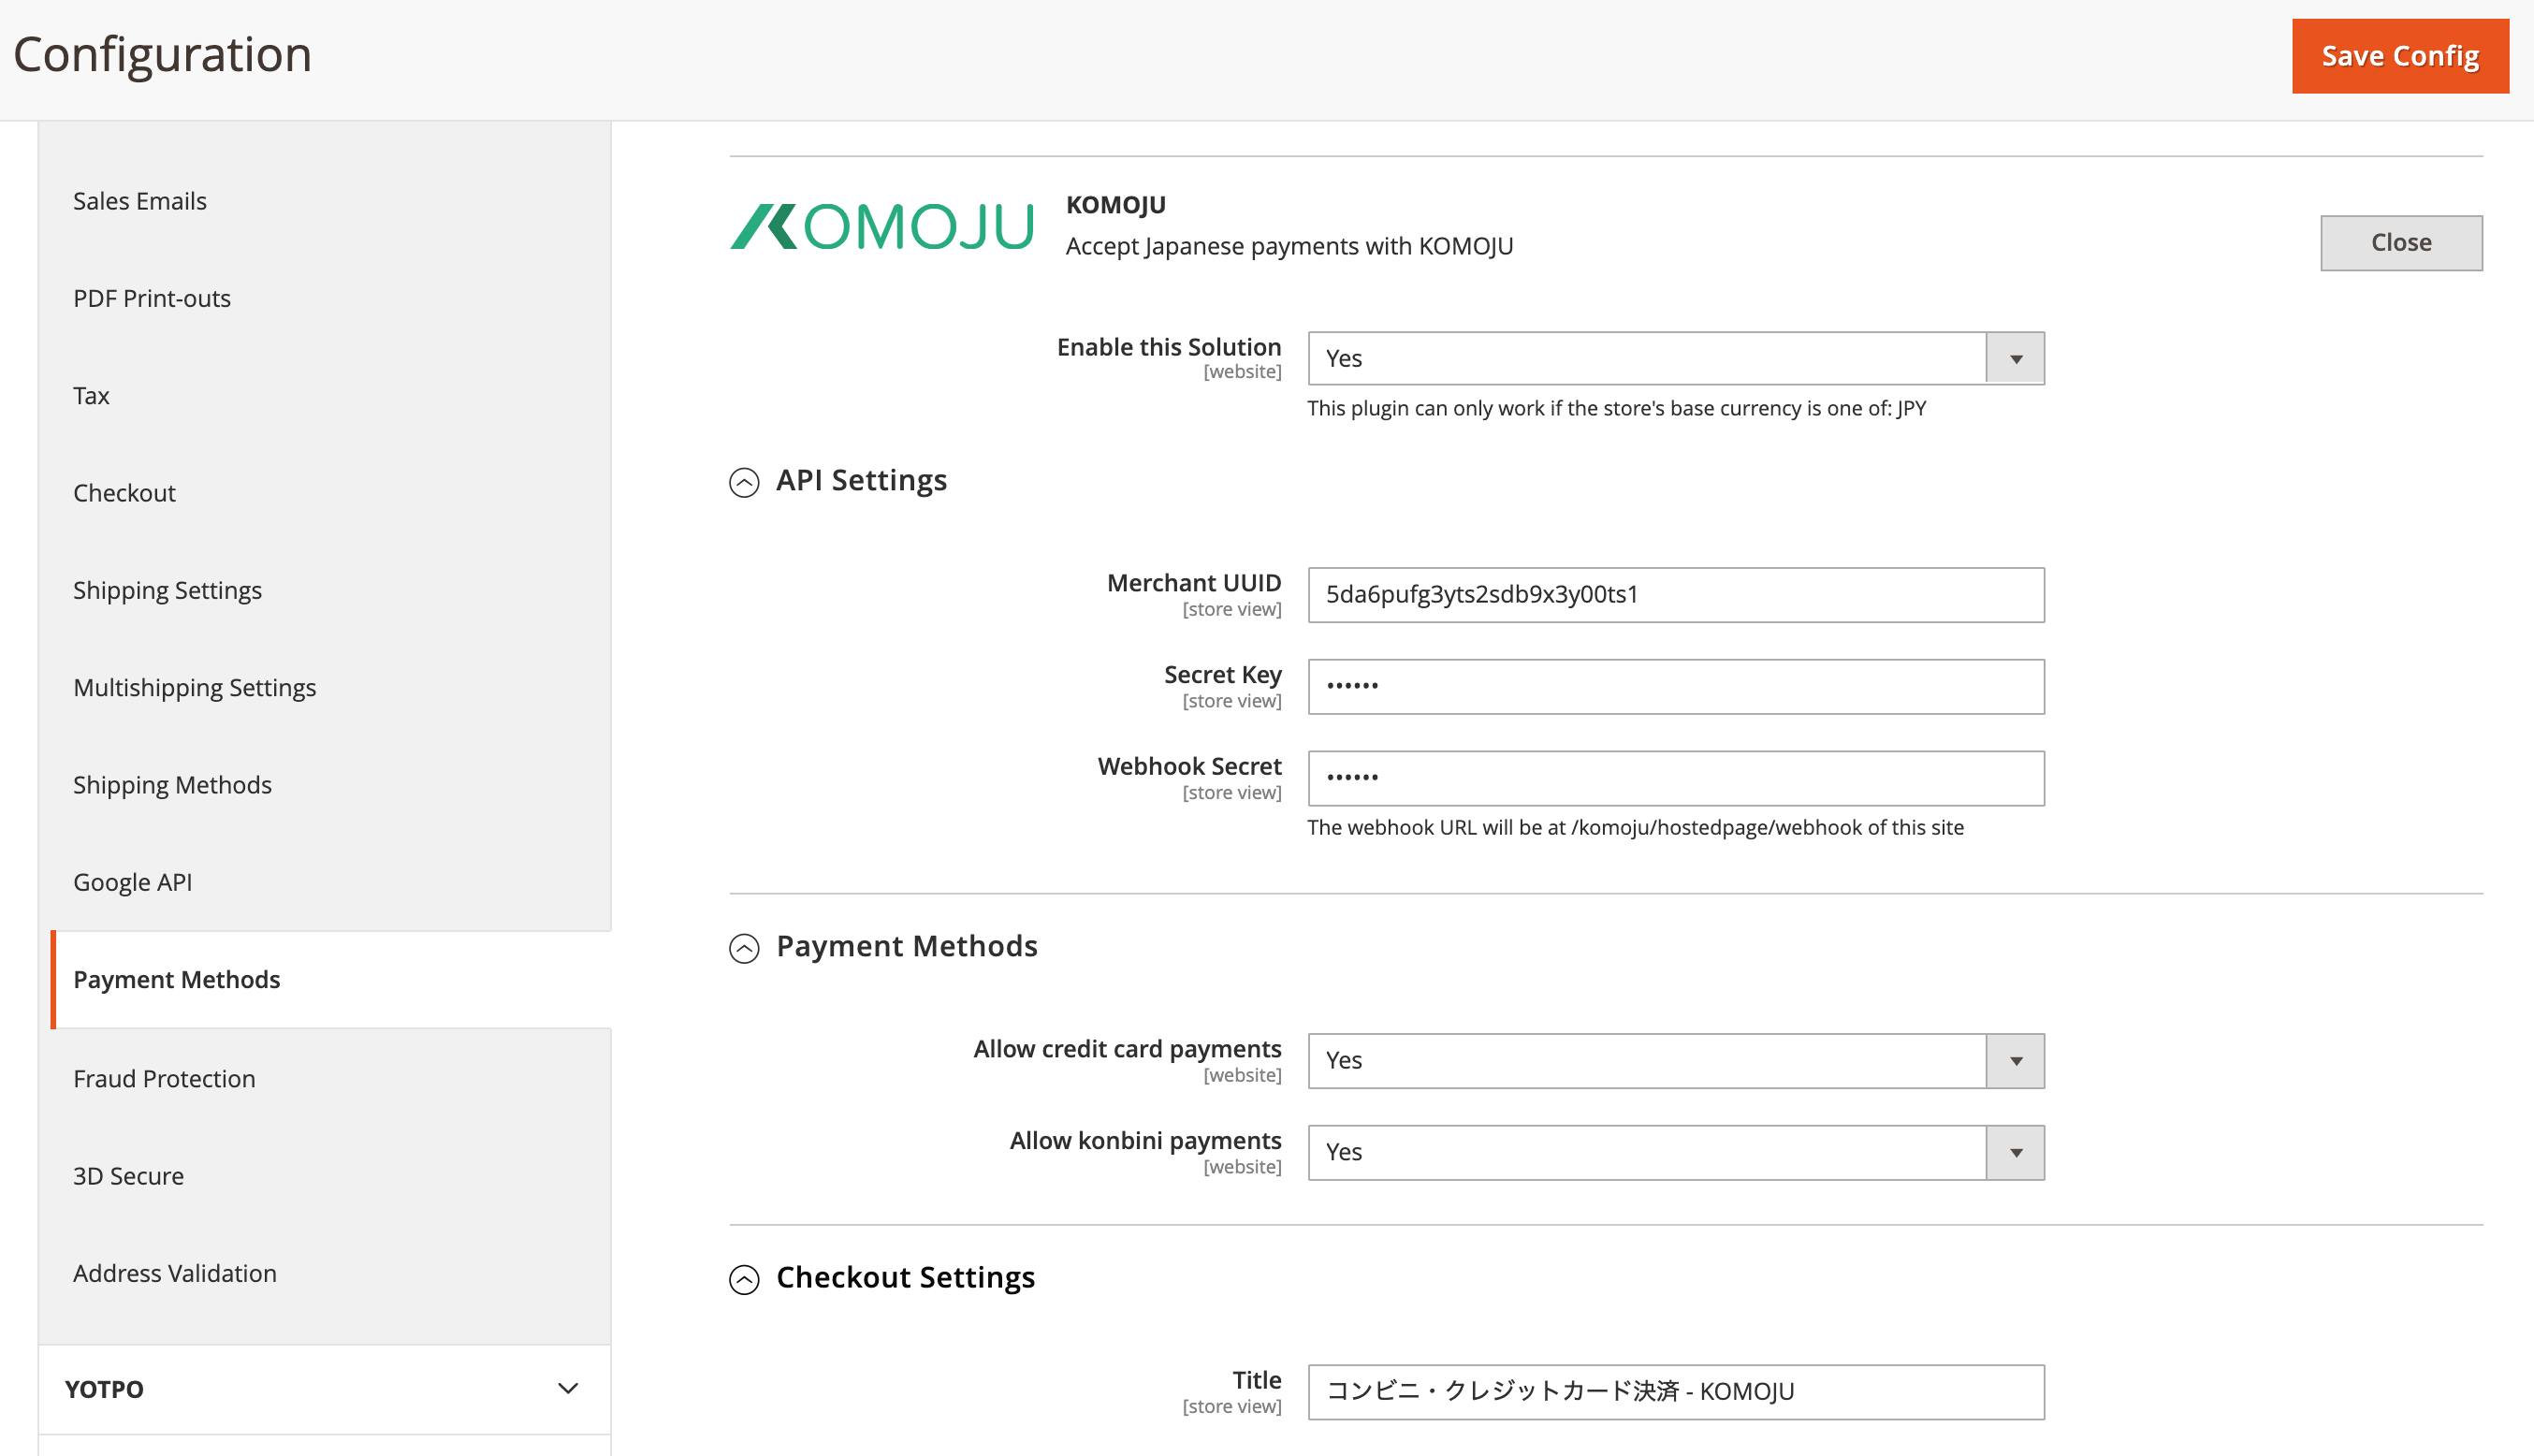 Configuration
Save Config
Sales Emails
PDF Print-outs
Tax
Checkout
Shipping Settings
Multishipping Settings
Shipping Methods
Google API
Payment Methods
Fraud Protection
3D Secure
Address Validation
YOTPO
KOMOJU
KOMOJU
Accept Japanese payments with KOMOJU
Close
Enable this Solution
[website]
Yes
This plugin can only work if the store's base currency is one of: JPY
API Settings
Merchant UUID
[store view]
5da6pufg3yts2sdb9x3y00ts1
Secret Key
[store view]
••••••
Webhook Secret
[store view]
••••••
The webhook URL will be at /komoju/hostedpage/webhook of this site
Payment Methods
Allow credit card payments
[website]
Yes
Allow konbini payments
[website]
Yes
Checkout Settings
Title
[store view]
コンビニ・クレジットカード決済 - KOMOJU